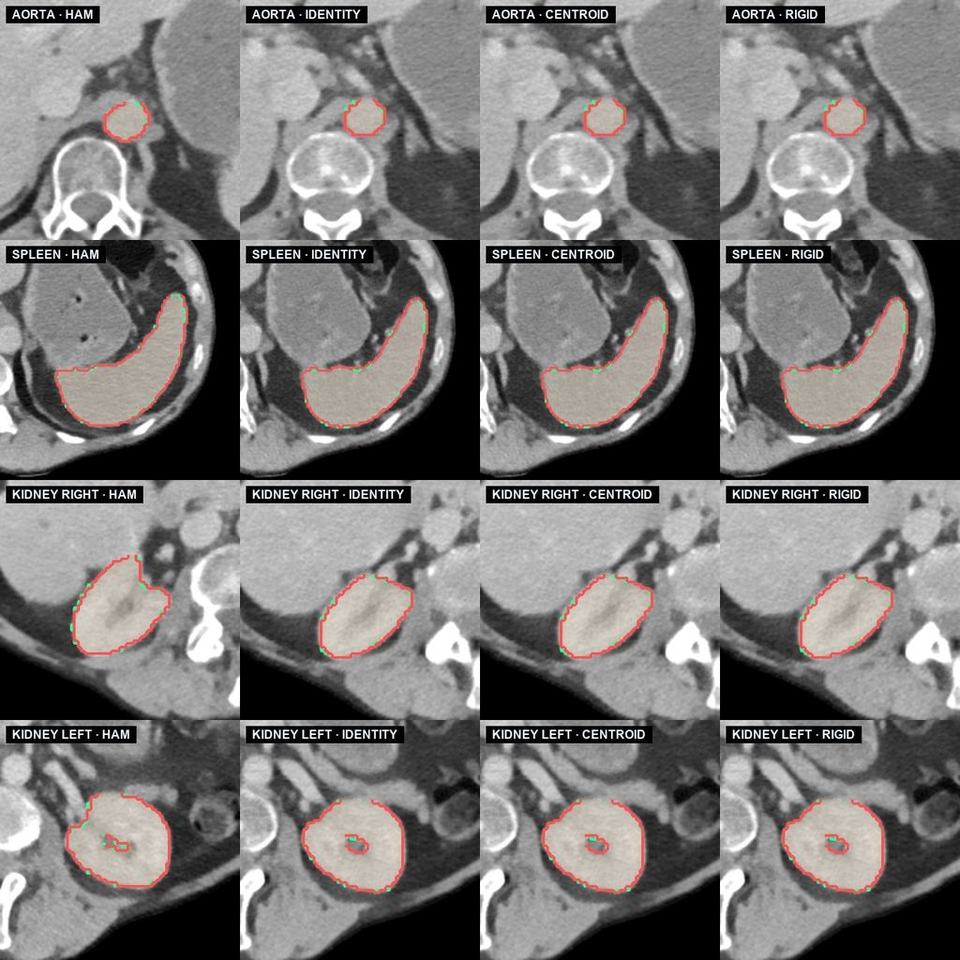 AORTA · HAM
AORTA · IDENTITY
AORTA · CENTROID
AORTA · RIGID
SPLEEN · HAM
SPLEEN · IDENTITY
SPLEEN · CENTROID
SPLEEN · RIGID
KIDNEY RIGHT · HAM
KIDNEY RIGHT · IDENTITY
KIDNEY RIGHT · CENTROID
KIDNEY RIGHT · RIGID
KIDNEY LEFT · HAM
KIDNEY LEFT · IDENTITY
KIDNEY LEFT · CENTROID
KIDNEY LEFT · RIGID